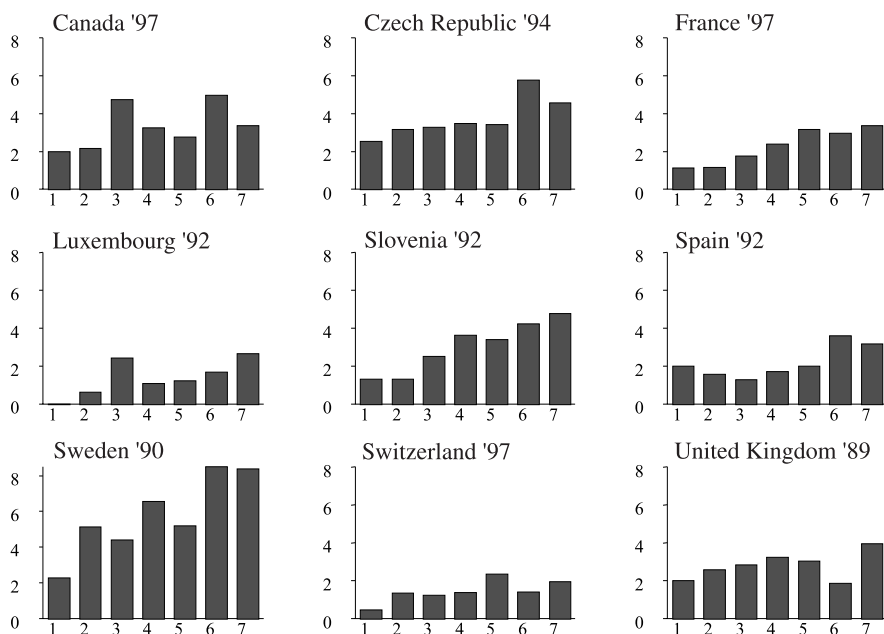 Canada '97
8
6
4
2
0
1 2 3 4 5 6 7
Czech Republic '94
8
6
4
2
0
1 2 3 4 5 6 7
France '97
8
6
4
2
0
1 2 3 4 5 6 7
Luxembourg '92
8
6
4
2
0
1 2 3 4 5 6 7
Slovenia '92
8
6
4
2
0
1 2 3 4 5 6 7
Spain '92
8
6
4
2
0
1 2 3 4 5 6 7
Sweden '90
8
6
4
2
0
1 2 3 4 5 6 7
Switzerland '97
8
6
4
2
0
1 2 3 4 5 6 7
United Kingdom '89
8
6
4
2
0
1 2 3 4 5 6 7